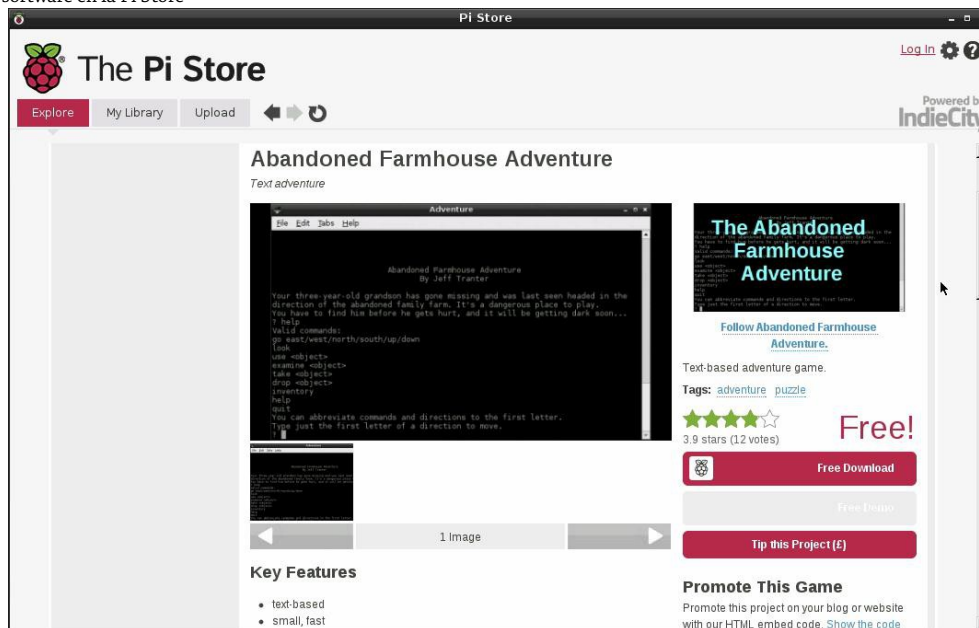 software en la Pi Store
Pi Store
The Pi Store
Log In
Explore
My Library
Upload
Powered b
IndieCity
Abandoned Farmhouse Adventure
Text adventure
Adventure
File Edit Tabs Help
Abandoned Farmhouse Adventure
By Jeff Tranter
Your three-year-old grandson has gone missing and was last seen headed in the
direction of the abandoned family farm. It's a dangerous place to play.
You have to find him before he gets hurt, and it will be getting dark soon...
? help
Valid commands:
go east/west/north/south/up/down
look
use <object>
examine <object>
take <object>
drop <object>
inventory
help
quit
You can abbreviate commands and directions to the first letter.
Type just the first letter of a direction to move.
?
1 Image
Key Features
• text-based
• small, fast
The Abandoned
Farmhouse
Adventure
Follow Abandoned Farmhouse
Adventure.
Text-based adventure game.
Tags: adventure puzzle
3.9 stars (12 votes)
Free!
Free Download
Free Demo
Tip this Project (£)
Promote This Game
Promote this project on your blog or website
with our HTML embed code. Show the code